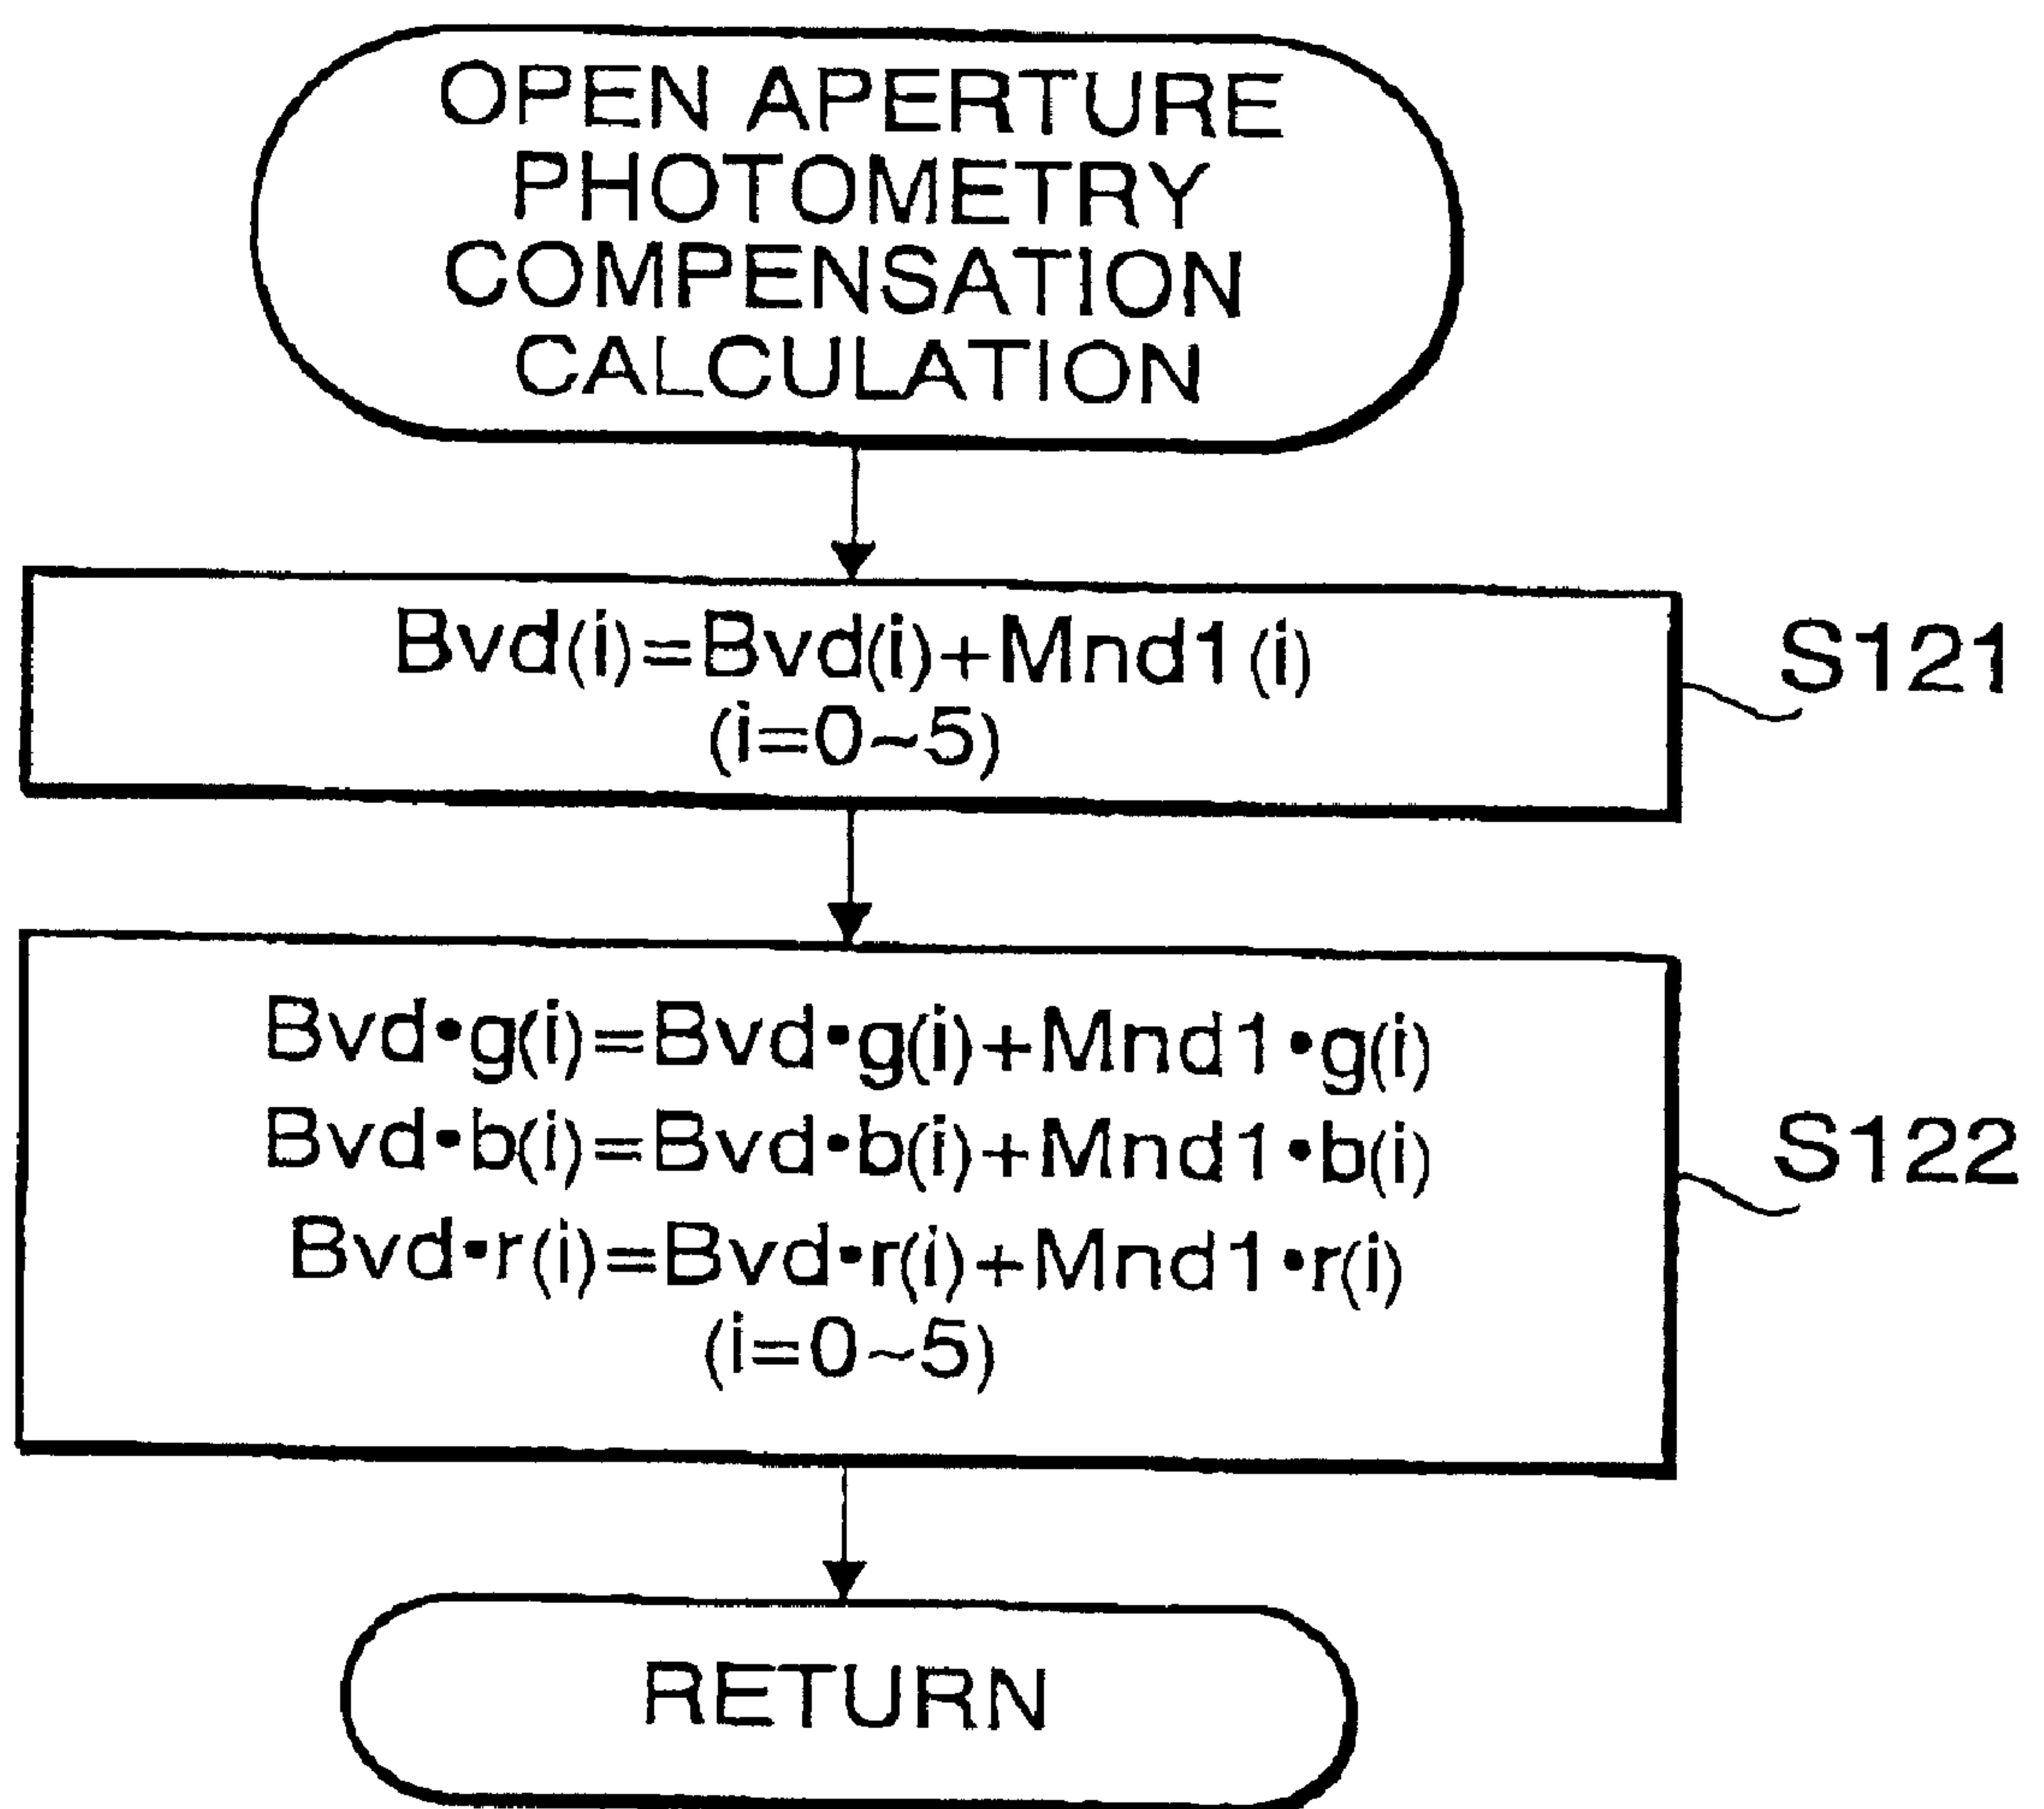 OPEN APERTURE
PHOTOMETRY
COMPENSATION
CALCULATION
Bvd(i)=Bvd(i)+Mnd1(i)
(i=0~5)
S121
Bvd•g(i)=Bvd•g(i)+Mnd1•g(i)
Bvd•b(i)=Bvd•b(i)+Mnd1•b(i)
Bvd•r(i)=Bvd•r(i)+Mnd1•r(i)
(i=0~5)
S122
RETURN